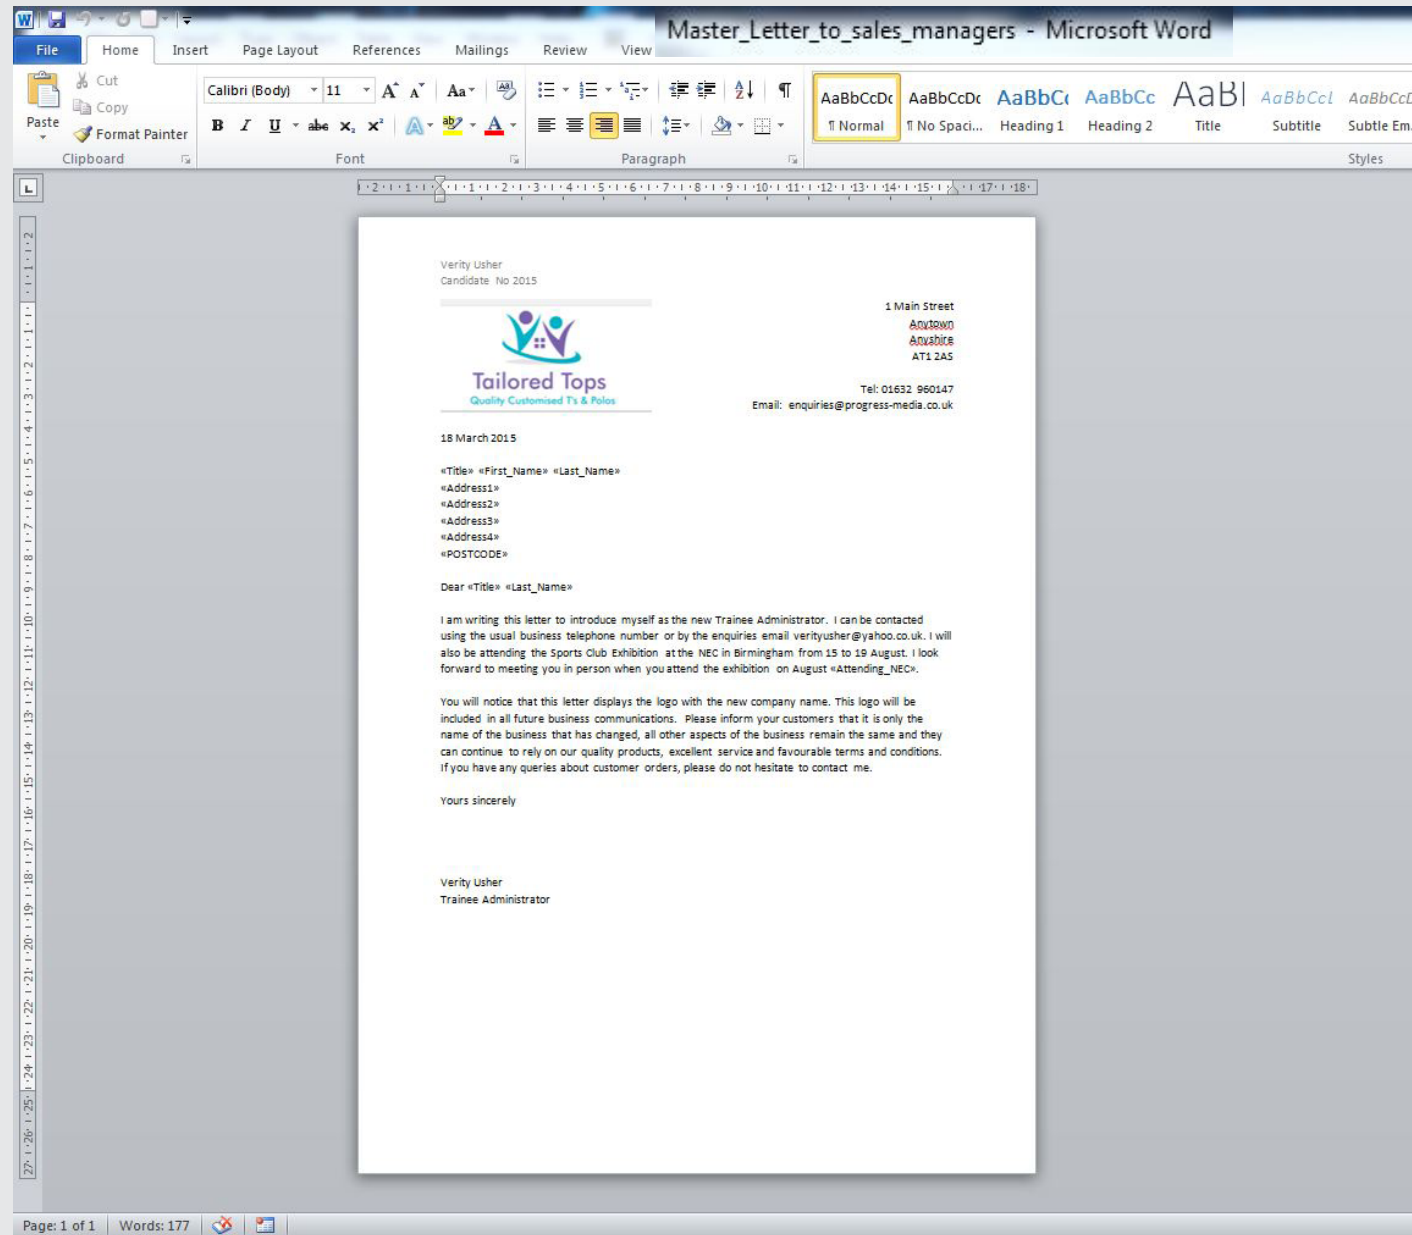 Master_Letter_to_sales_managers - Microsoft Word
File Home Insert Page Layout References Mailings Review View
Cut
Copy
Paste
Format Painter
Clipboard
Calibri (Body) 11
Font
Paragraph
AaBbCcDc AaBbCcDc AaBbCc AaBbCc AaBl AaBbCcL AaBbCcD
¶ Normal ¶ No Spaci... Heading 1 Heading 2 Title Subtitle Subtle Em.
Styles
Verity Usher
Candidate No 2015
1 Main Street
Anytown
Anyshire
AT1 2AS
Tel: 01632 960147
Email: enquiries@progress-media.co.uk
Tailored Tops
Quality Customised T's & Polos
18 March 2015
«Title» «First_Name» «Last_Name»
«Address1»
«Address2»
«Address3»
«Address4»
«POSTCODE»
Dear «Title» «Last_Name»
I am writing this letter to introduce myself as the new Trainee Administrator. I can be contacted
using the usual business telephone number or by the enquiries email verityusher@yahoo.co.uk. I will
also be attending the Sports Club Exhibition at the NEC in Birmingham from 15 to 19 August. I look
forward to meeting you in person when you attend the exhibition on August «Attending_NEC».
You will notice that this letter displays the logo with the new company name. This logo will be
included in all future business communications. Please inform your customers that it is only the
name of the business that has changed, all other aspects of the business remain the same and they
can continue to rely on our quality products, excellent service and favourable terms and conditions.
If you have any queries about customer orders, please do not hesitate to contact me.
Yours sincerely
Verity Usher
Trainee Administrator
Page: 1 of 1 Words: 177